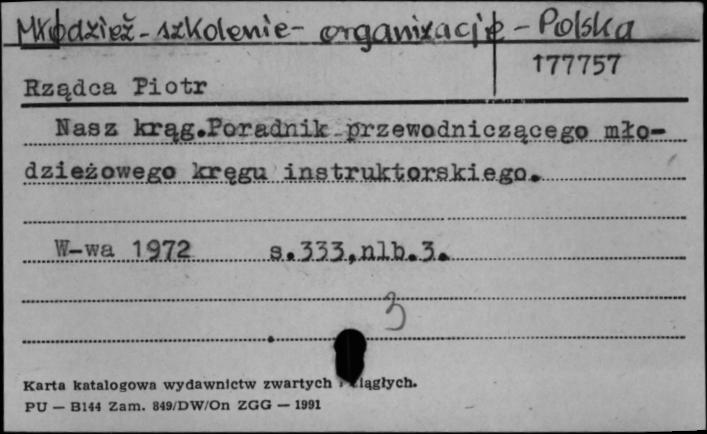 Młodzież - szkolenie - organizacje - Polska
177757
Rządca Piotr
Nasz krąg.Poradnik przewodniczącego mło-
dzieżowego kręgu instruktorskiego.
W-wa 1972 s.333,nlb.3.
3
Karta katalogowa wydawnictw zwartych i ciągłych.
PU — B144 Zam. 849/DW/On ZGG — 1991